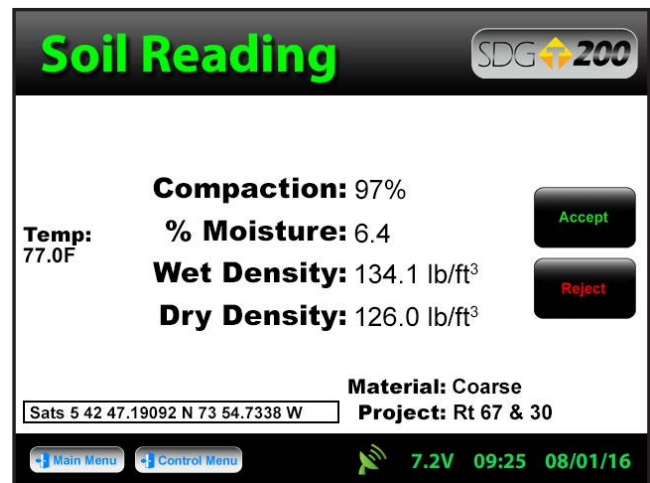 Soil Reading
SDG T 200
Compaction: 97%
% Moisture: 6.4
Wet Density: 134.1 lb/ft³
Dry Density: 126.0 lb/ft³
Temp:
77.0F
Accept
Reject
Material: Coarse
Project: Rt 67 & 30
Sats 5 42 47.19092 N 73 54.7338 W
Main Menu
Control Menu
7.2V 09:25 08/01/16